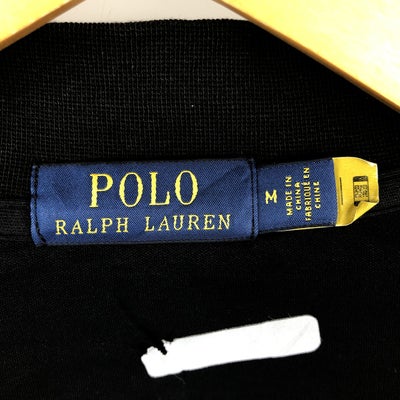 POLO
RALPH LAUREN
M
MADE IN
CHINA
FABRIQUÉ EN
CHINE